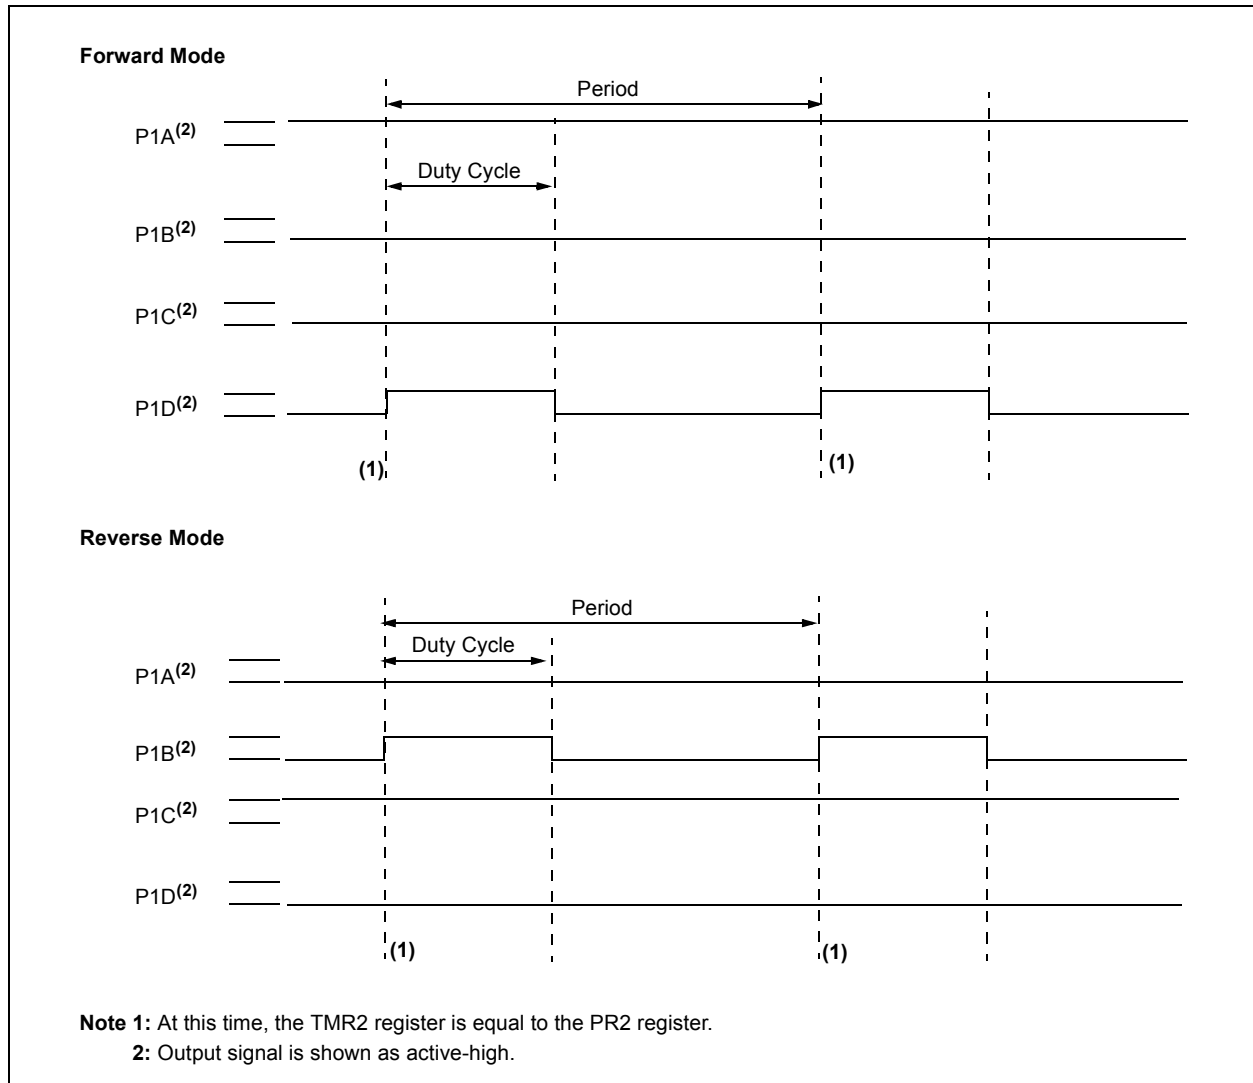 Forward Mode
Period
P1A(2)
Duty Cycle
P1B(2)
P1C(2)
P1D(2)
(1)
(1)
Reverse Mode
Period
Duty Cycle
P1A(2)
P1B(2)
P1C(2)
P1D(2)
(1)
(1)
Note 1: At this time, the TMR2 register is equal to the PR2 register.
2: Output signal is shown as active-high.